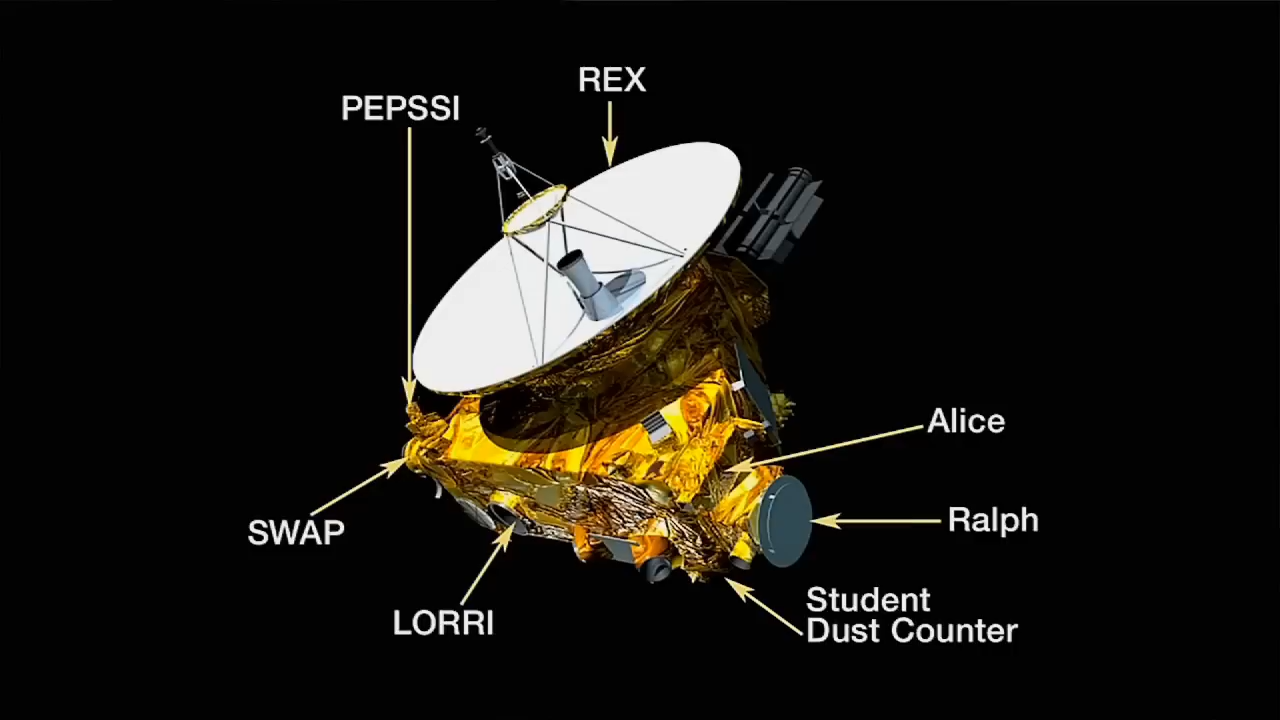 REX
PEPSSI
Alice
Ralph
SWAP
LORRI
Student
Dust Counter